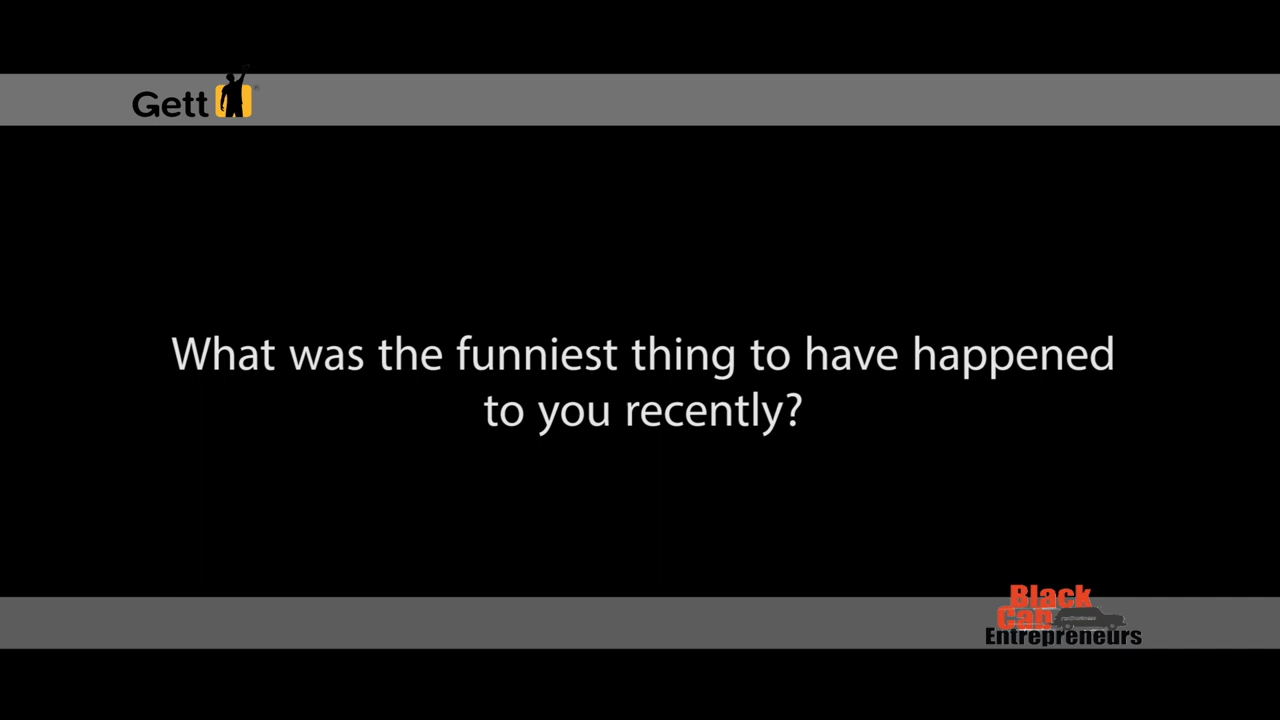 Gett
What was the funniest thing to have happened
to you recently?
Black
Cab
Entrepreneurs